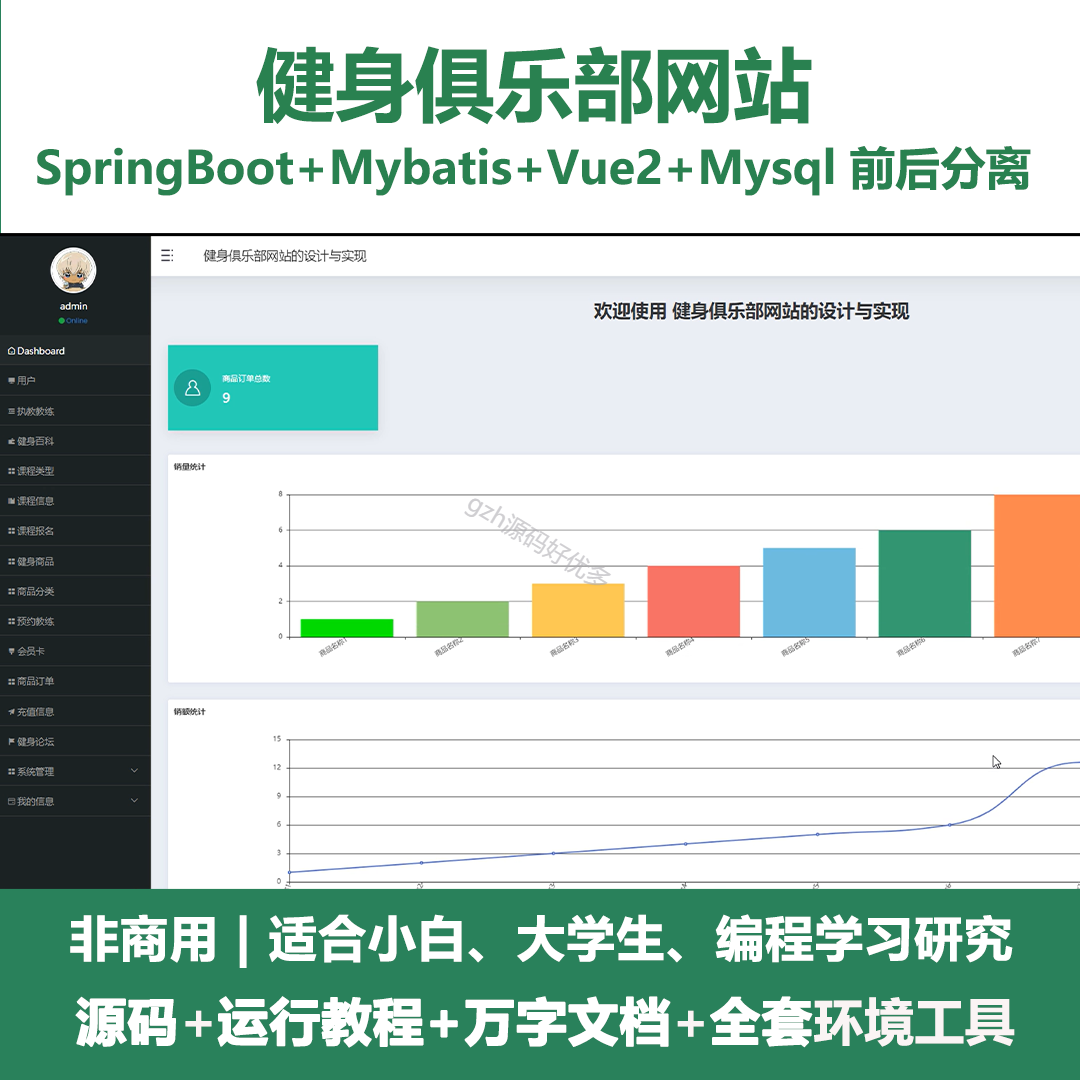 健身俱乐部网站
SpringBoot+Mybatis+Vue2+Mysql 前后分离
admin
Online
健身俱乐部网站的设计与实现
欢迎使用 健身俱乐部网站的设计与实现
Dashboard
用户
执教教练
健身百科
课程类型
课程信息
课程报名
健身商品
商品分类
预约教练
会员卡
商品订单
充值信息
健身论坛
系统管理
我的信息
商品订单总数
9
销量统计
8
6
4
2
0
商品名称1
商品名称2
商品名称3
商品名称4
商品名称5
商品名称6
商品名称7
gzh源码好优多
销额统计
15
12
9
6
3
0
非商用 | 适合小白、大学生、编程学习研究
源码+运行教程+万字文档+全套环境工具